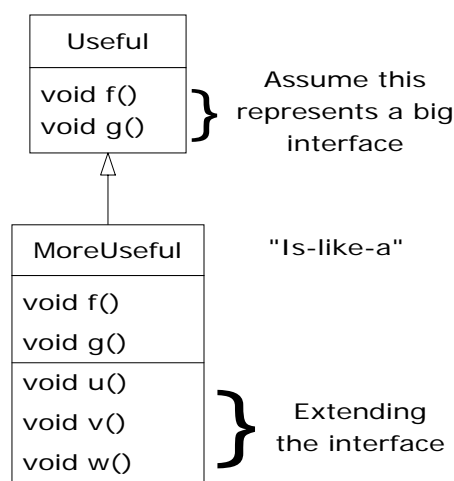 Useful
void f()
void g()
Assume this
represents a big
interface
MoreUseful
"Is-like-a"
void f()
void g()
void u()
void v()
void w()
Extending
the interface